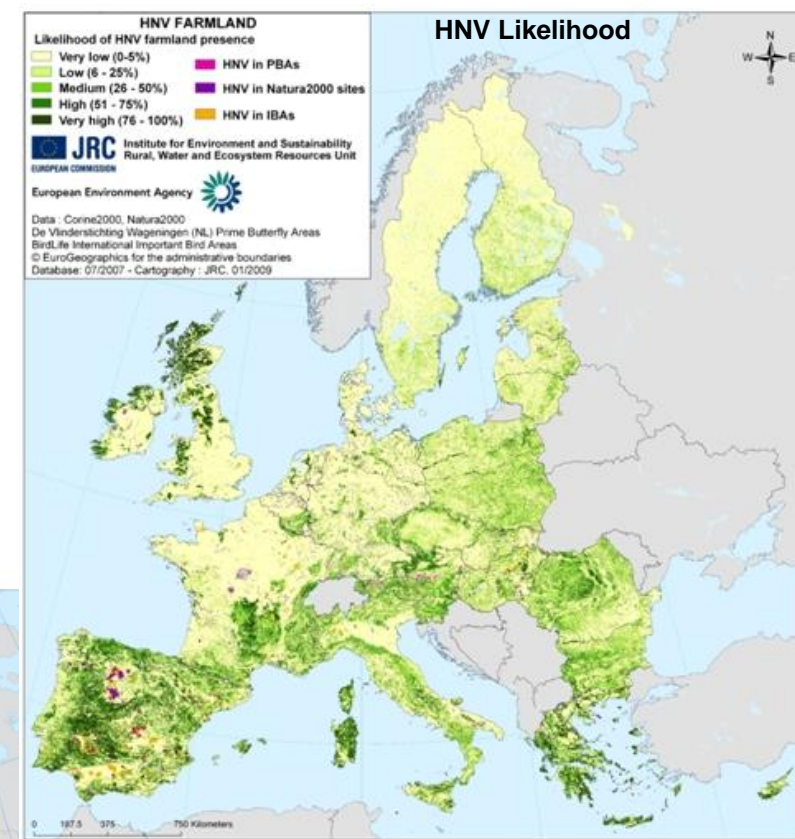 HNV Likelihood
HNV FARMLAND
Likelihood of HNV farmland presence
Very low (0-5%)
Low (6 - 25%)
Medium (26 - 50%)
High (51 - 75%)
Very high (76 - 100%)
HNV in PBAs
HNV in Natura2000 sites
HNV in IBAs
JRC
EUROPEAN COMMISSION
Institute for Environment and Sustainability
Rural, Water and Ecosystem Resources Unit
European Environment Agency
Data : Corine2000, Natura2000
De Vlinderstichting Wageningen (NL) Prime Butterfly Areas
BirdLife International Important Bird Areas
© EuroGeographics for the administrative boundaries
Database: 07/2007 - Cartography : JRC, 01/2009
N
W E
S
0 187.5 375 750 Kilometers